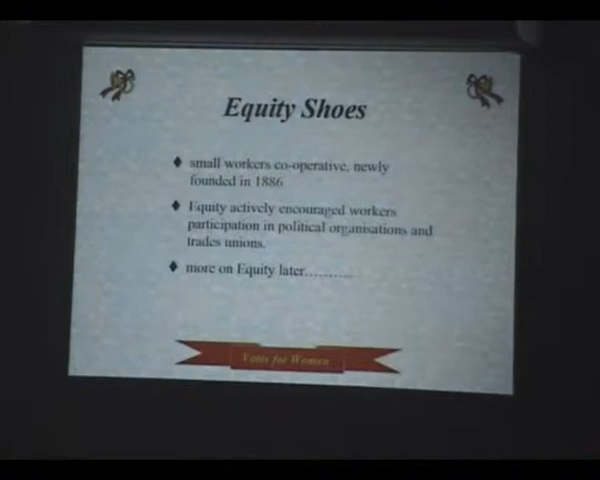 Equity Shoes
small workers co-operative, newly
founded in 1886
Equity actively encouraged workers
participation in political organisations and
trades unions.
more on Equity later..........
Votes for Women